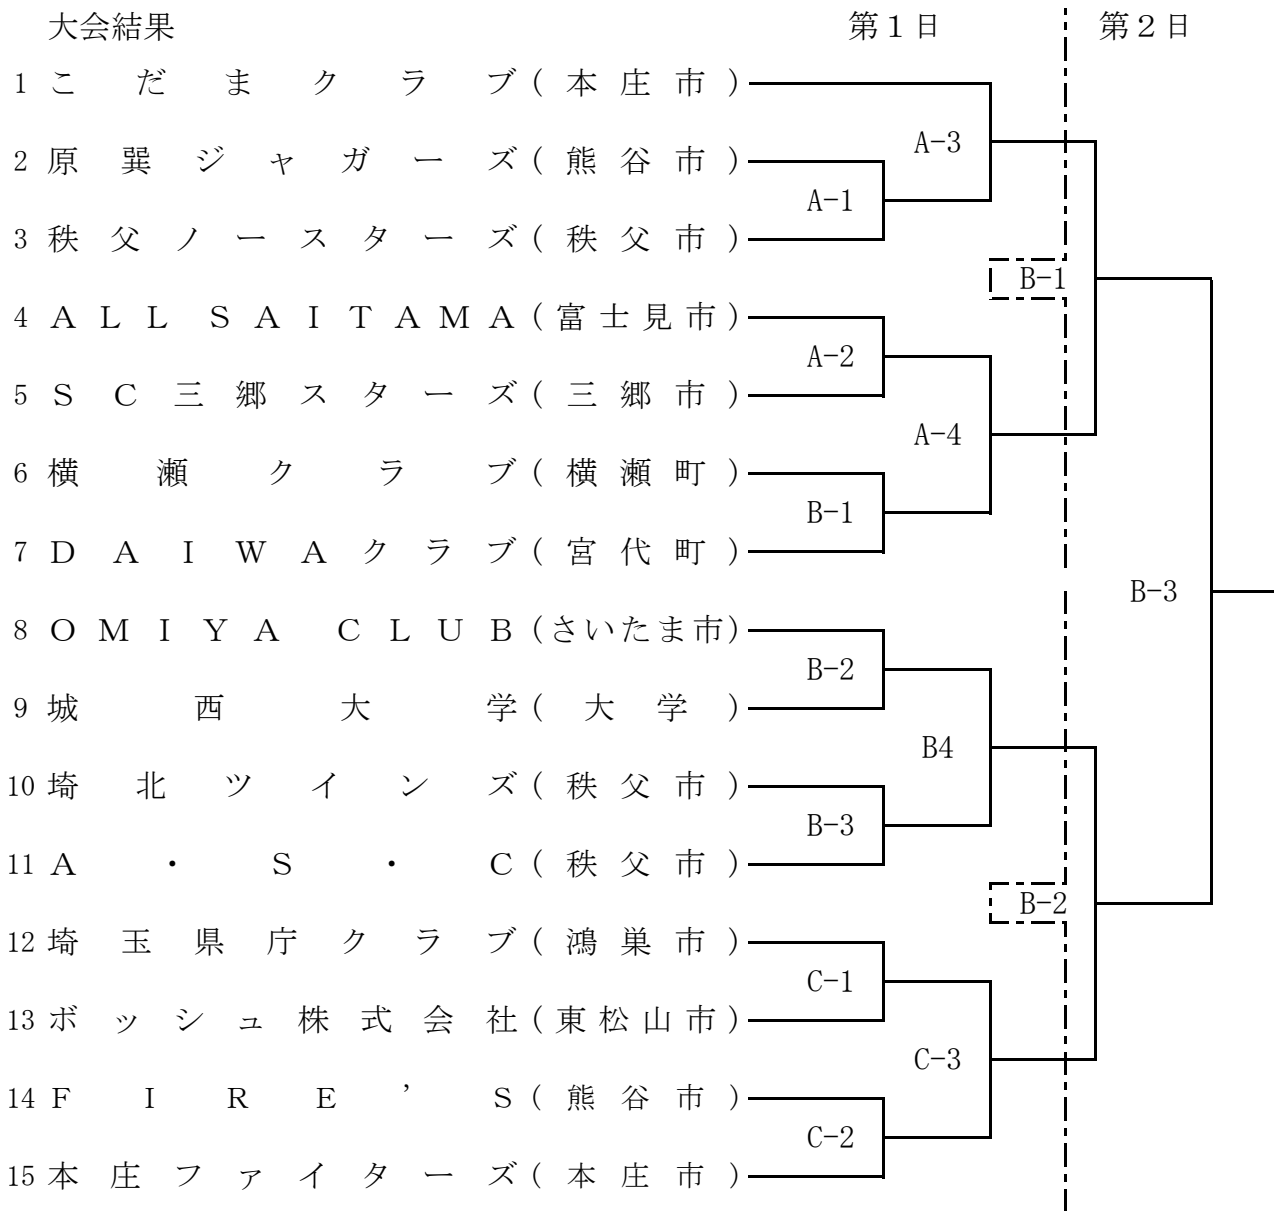 大会結果 第１日 第２日
1 こだまクラブ(本庄市)
A-3
2 原巽ジャガーズ(熊谷市)
A-1
3 秩父ノースターズ(秩父市)
B-1
4 ＡＬＬ ＳＡＩＴＡＭＡ(富士見市)
A-2
5 ＳＣ三郷スターズ(三郷市)
A-4
6 横瀬クラブ(横瀬町)
B-1
7 ＤＡＩＷＡクラブ(宮代町)
B-3
8 ＯＭＩＹＡ ＣＬＵＢ(さいたま市)
B-2
9 城西大学(大学)
B4
10 埼北ツインズ(秩父市)
B-3
11 Ａ・Ｓ・Ｃ(秩父市)
B-2
12 埼玉県庁クラブ(鴻巣市)
C-1
13 ボッシュ株式会社(東松山市)
C-3
14 ＦＩＲＥ’Ｓ(熊谷市)
C-2
15 本庄ファイターズ(本庄市)